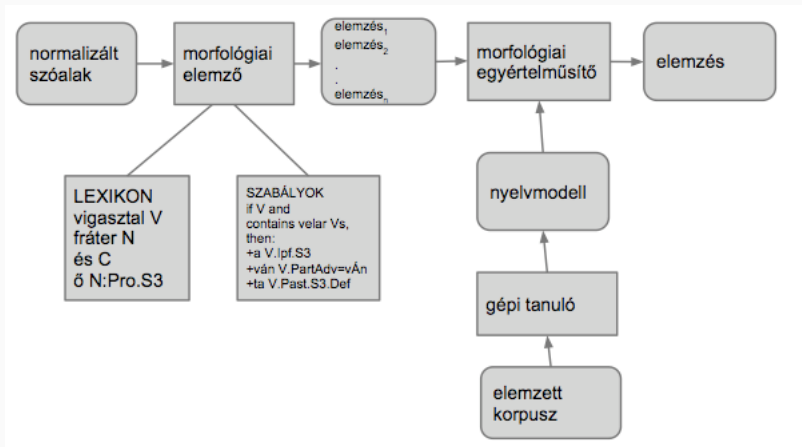 normalizált
szóalak
morfológiai
elemző
elemzés1
elemzés2
.
.
elemzésn
morfológiai
egyértelműsítő
elemzés
LEXIKON
vigasztal V
fráter N
és C
ő N:Pro.S3
SZABÁLYOK
if V and
contains velar Vs,
then:
+a V.Ipf.S3
+ván V.PartAdv=vÁn
+ta V.Past.S3.Def
nyelvmodell
gépi tanuló
elemzett
korpusz